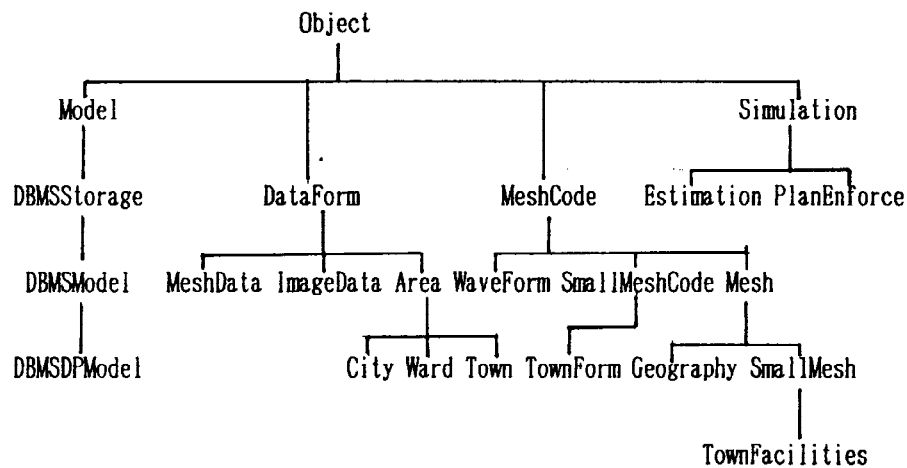 Object
Model Simulation
DBMSStorage DataForm MeshCode Estimation PlanEnforce
DBMSModel MeshData ImageData Area WaveForm SmallMeshCode Mesh
DBMSDPModel City Ward Town TownForm Geography SmallMesh
TownFacilities